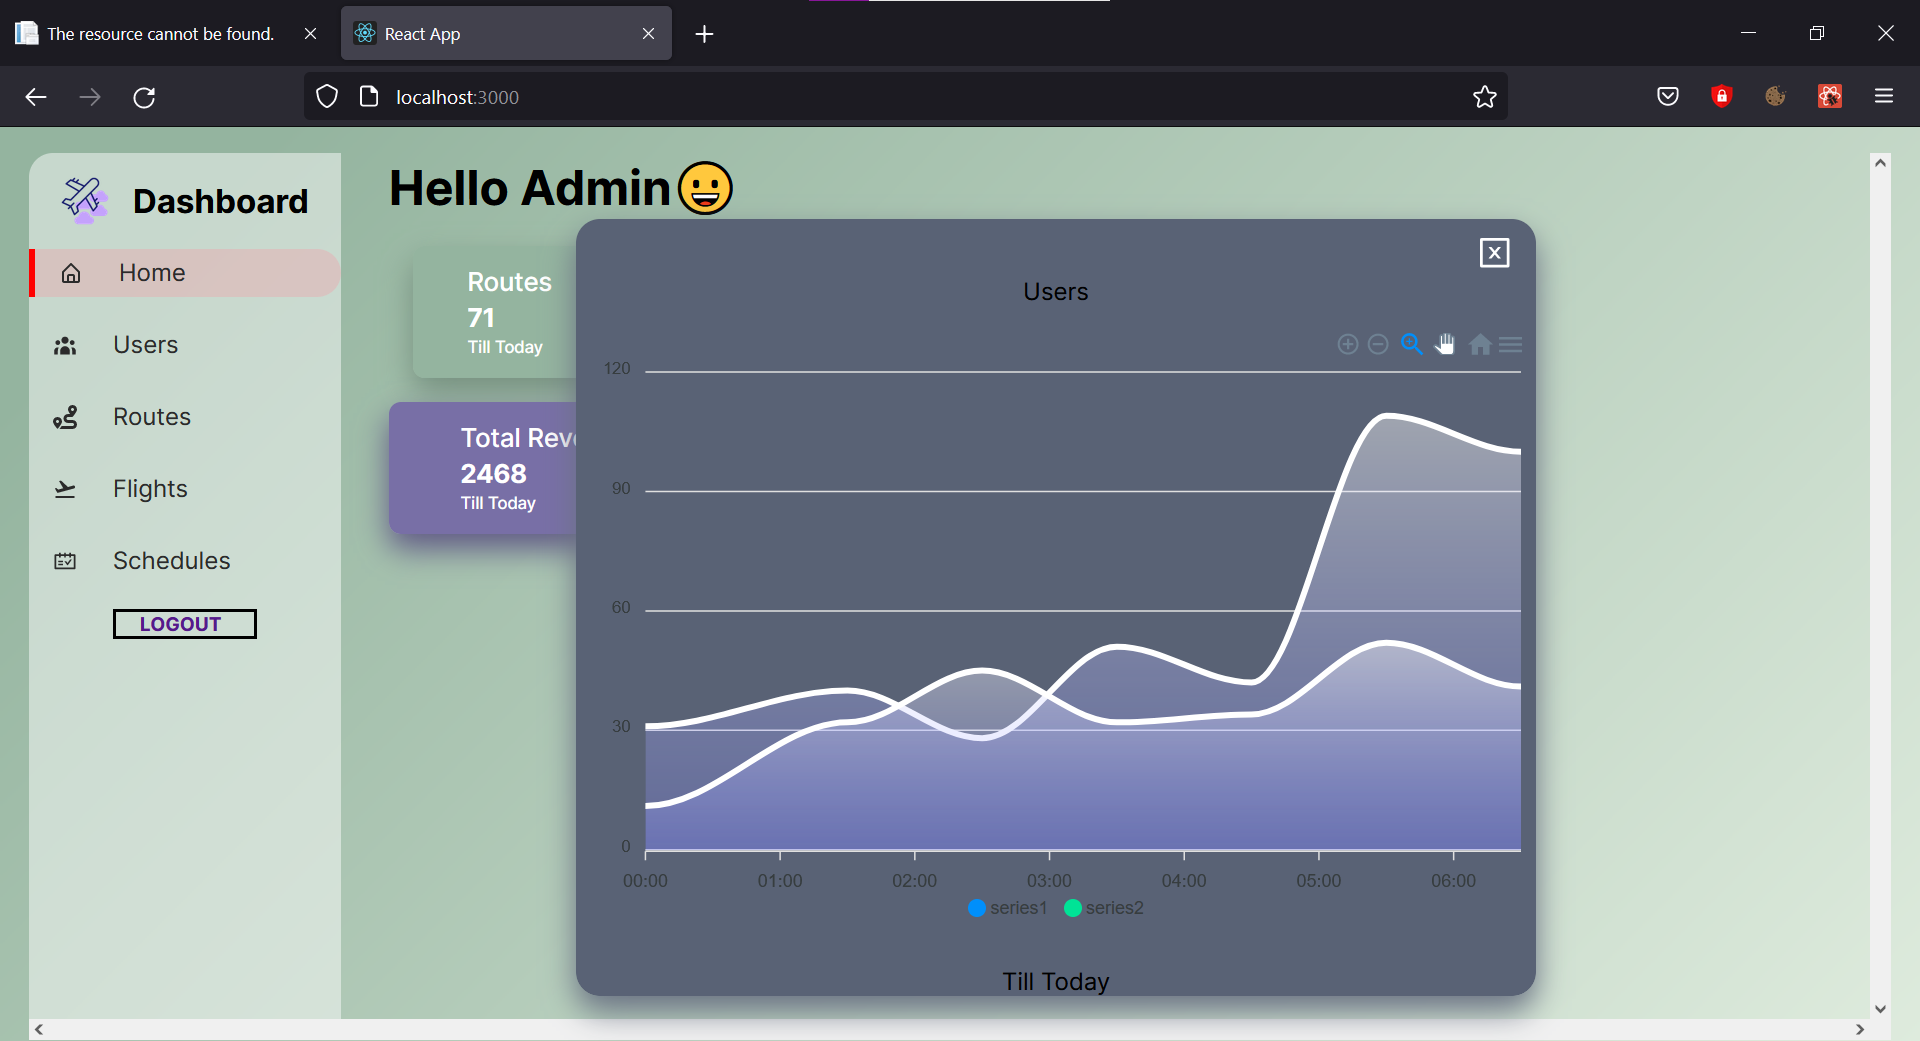 The resource cannot be found.
React App
localhost:3000
Dashboard
Home
Users
Routes
Flights
Schedules
LOGOUT
Hello Admin😀
Routes
71
Till Today
Total Reve
2468
Till Today
X
Users
120
90
60
30
0
00:00 01:00 02:00 03:00 04:00 05:00 06:00
series1 series2
Till Today